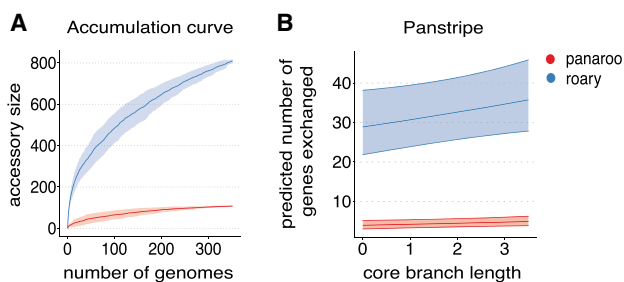 A
Accumulation curve
accessory size
800
600
400
200
0
0 100 200 300
number of genomes
B
Panstripe
predicted number of
genes exchanged
40
30
20
10
0 1 2 3
core branch length
panaroo
roary